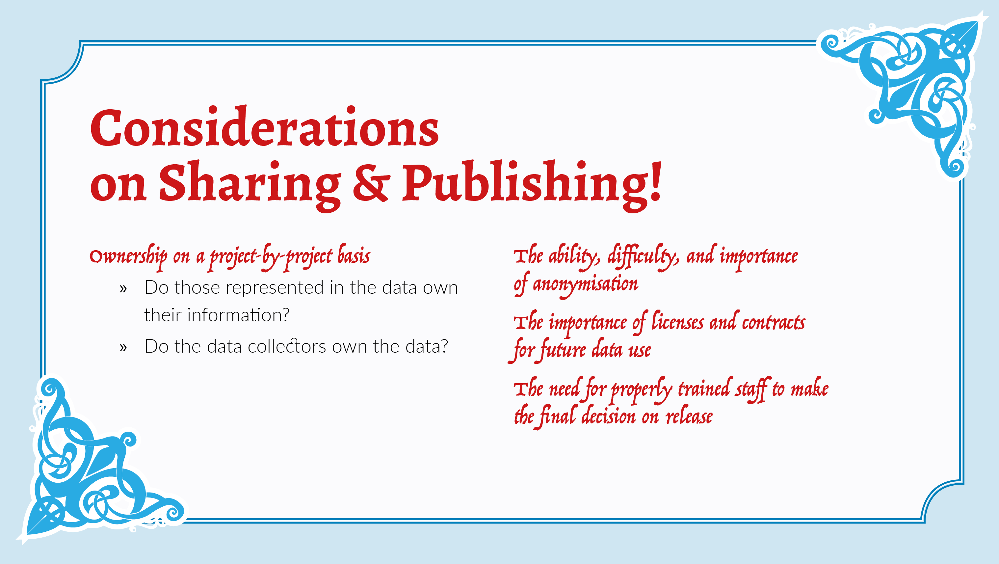 Considerations
on Sharing & Publishing!
Ownership on a project-by-project basis
» Do those represented in the data own
their information?
» Do the data collectors own the data?
The ability, difficulty, and importance
of anonymisation
The importance of licenses and contracts
for future data use
The need for properly trained staff to make
the final decision on release